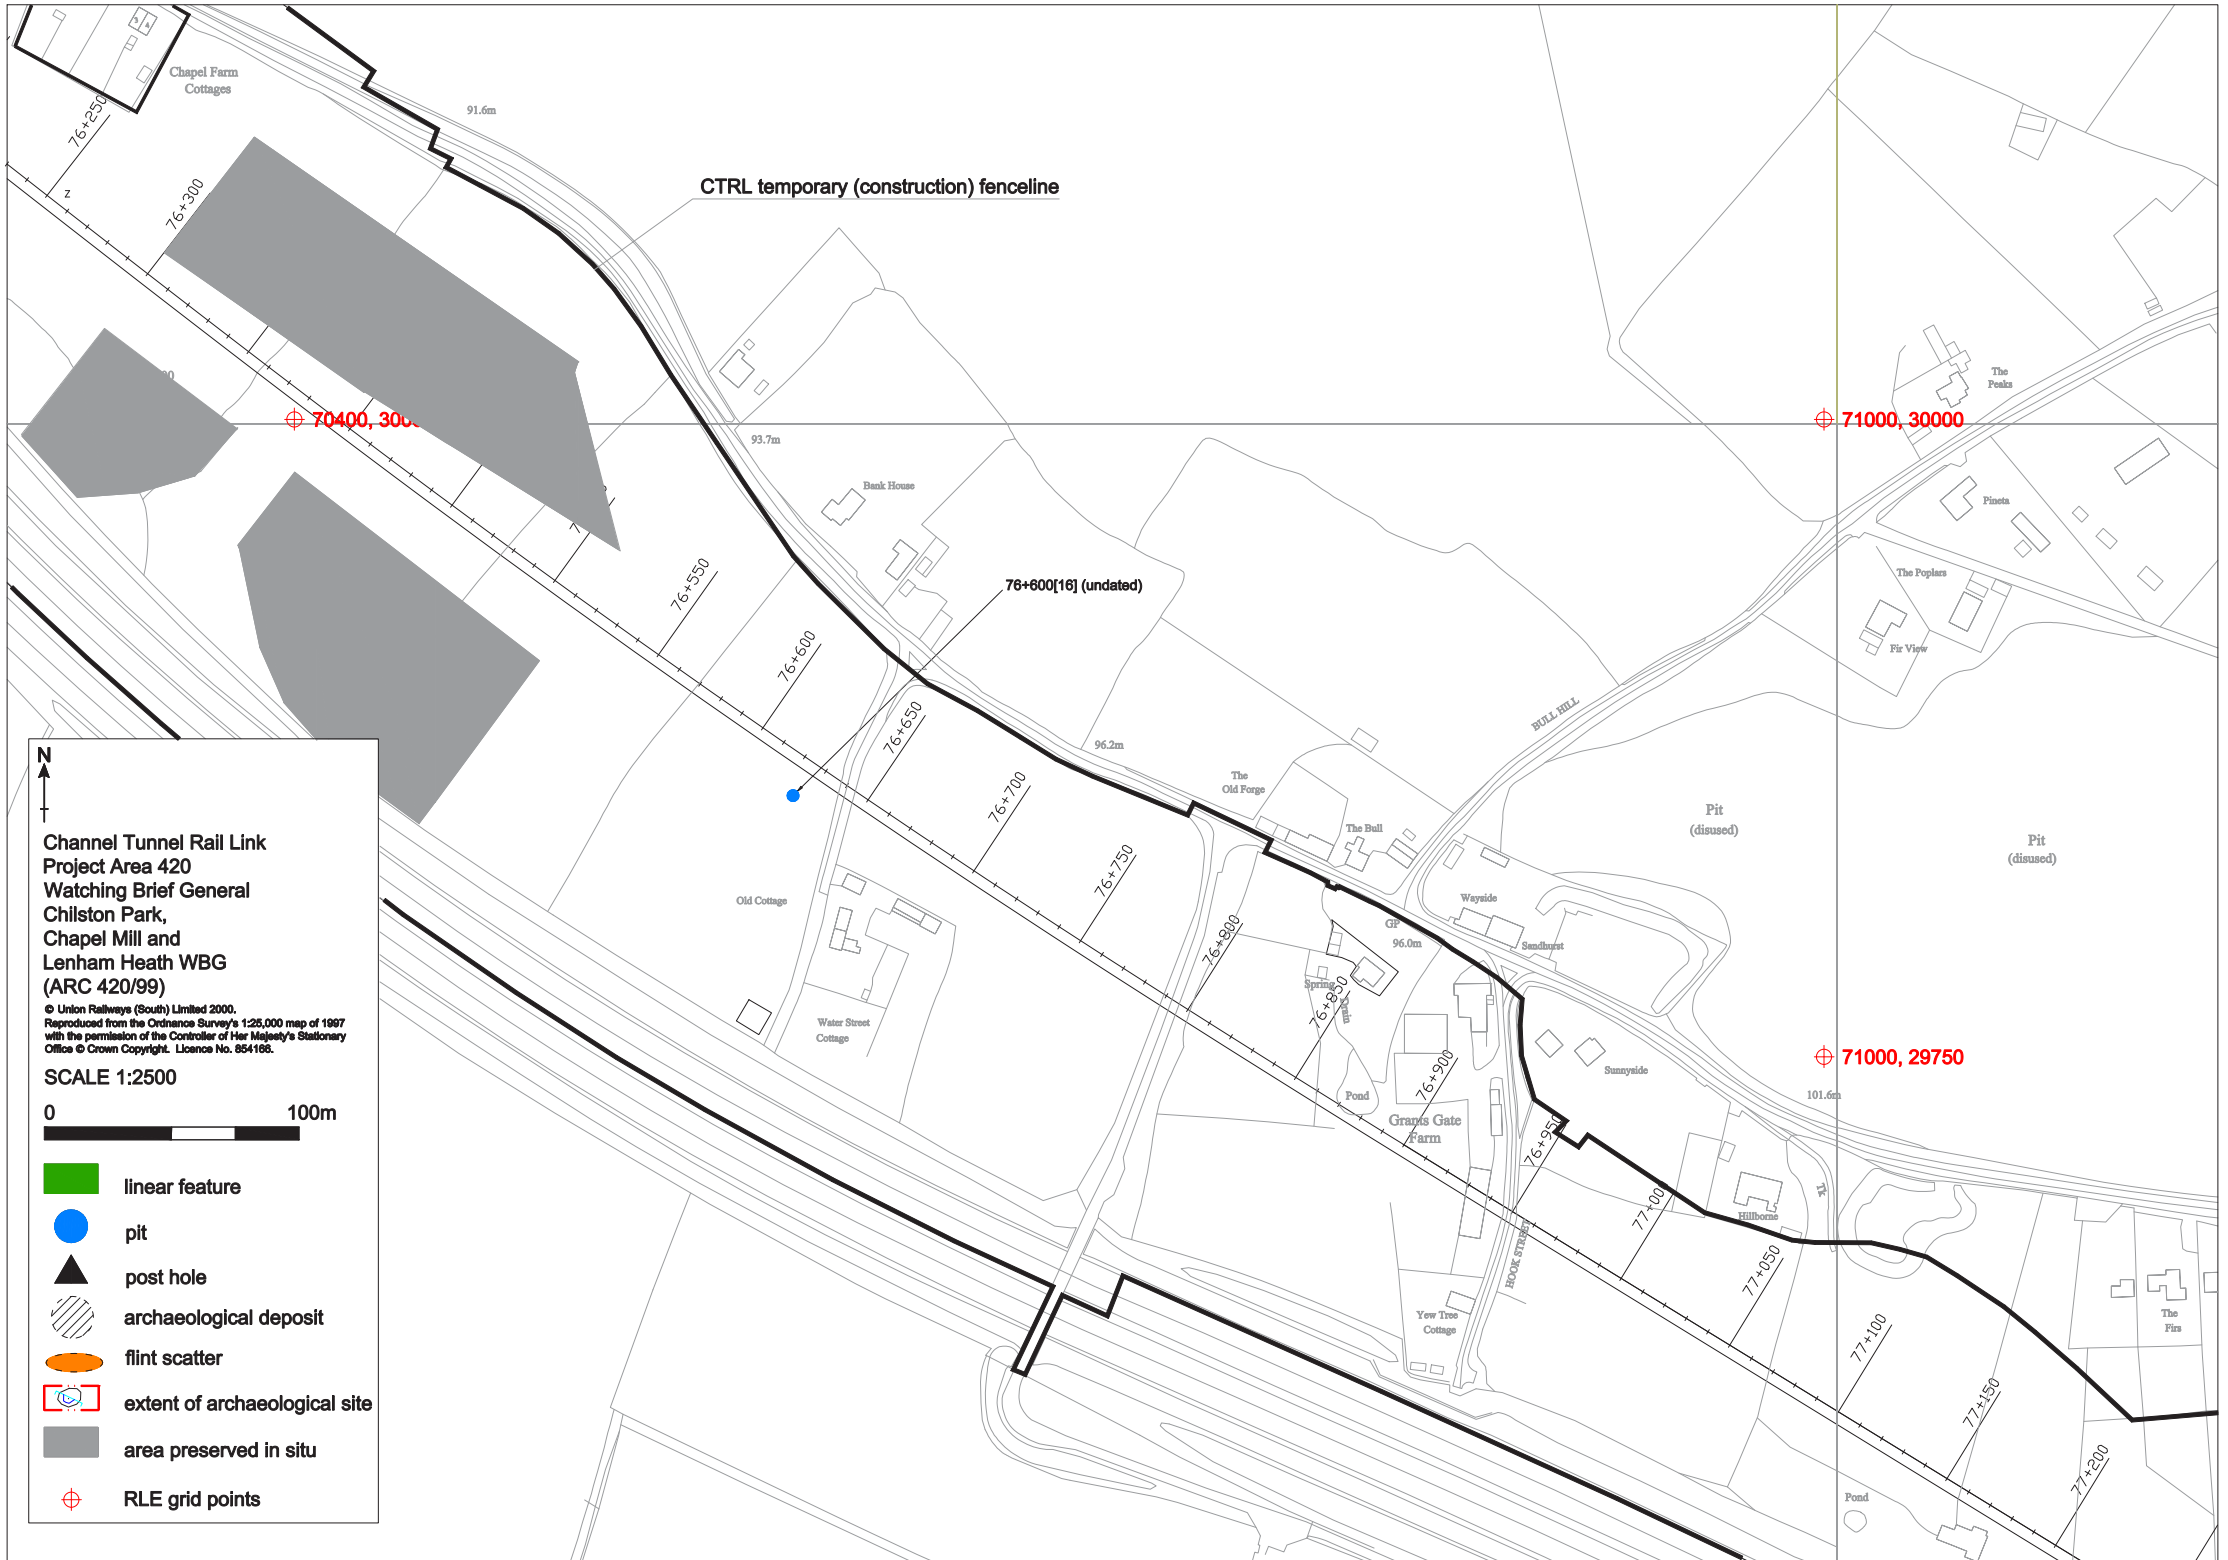 3
4
Chapel Farm
Cottages
91.6m
76+250
z
76+300
CTRL temporary (construction) fenceline
The
Peaks
70400, 300
71000, 30000
93.7m
Bank House
Pineta
76+550
76+600[16] (undated)
The Poplars
76+600
Fir View
76+650
BULL HILL
96.2m
76+700
The
Old Forge
Pit
(disused)
The Bull
Pit
(disused)
76+750
Old Cottage
Wayside
76+800
GP
96.0m
Sandhurst
Spring
Drain
76+850
Water Street
Cottage
71000, 29750
Sunnyside
76+900
Pond
101.6m
Grants Gate
Farm
76+950
Tk
77+00
Hillborne
HOOK STREET
77+050
Yew Tree
Cottage
The
Firs
77+100
77+150
77+200
Pond
N
Channel Tunnel Rail Link
Project Area 420
Watching Brief General
Chilston Park,
Chapel Mill and
Lenham Heath WBG
(ARC 420/99)
© Union Railways (South) Limited 2000.
Reproduced from the Ordnance Survey's 1:25,000 map of 1997
with the permission of the Controller of Her Majesty's Stationary
Office © Crown Copyright. Licence No. 854166.
SCALE 1:2500
0 100m
linear feature
pit
post hole
archaeological deposit
flint scatter
extent of archaeological site
area preserved in situ
RLE grid points